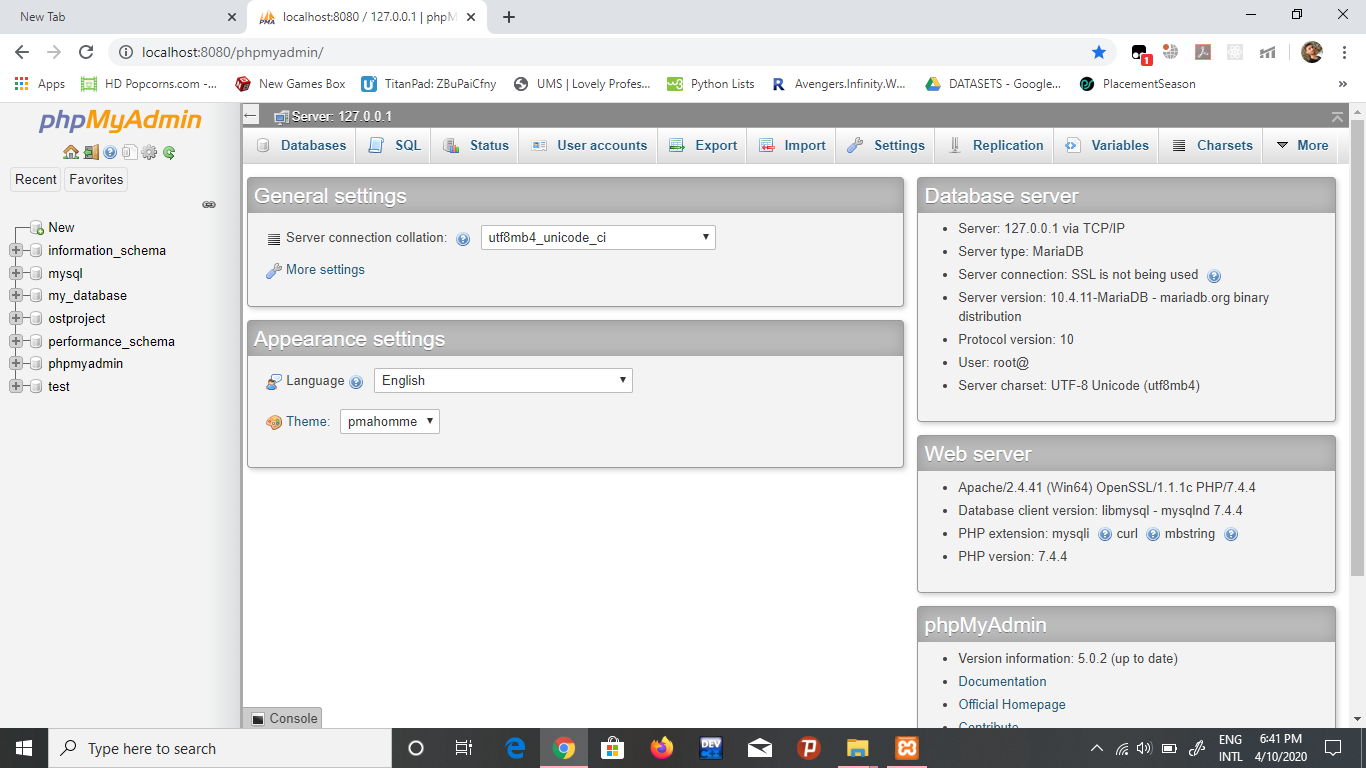 New Tab
localhost:8080 / 127.0.0.1 | phpM
localhost:8080/phpmyadmin/
1
Apps
HD Popcorns.com -...
New Games Box
TitanPad: ZBuPaiCfny
UMS | Lovely Profes...
Python Lists
Avengers.Infinity.W...
DATASETS - Google...
PlacementSeason
phpMyAdmin
Recent
Favorites
New
information_schema
mysql
my_database
ostproject
performance_schema
phpmyadmin
test
Server: 127.0.0.1
Databases
SQL
Status
User accounts
Export
Import
Settings
Replication
Variables
Charsets
More
General settings
Server connection collation:
utf8mb4_unicode_ci
More settings
Appearance settings
Language
English
Theme:
pmahomme
Database server
Server: 127.0.0.1 via TCP/IP
Server type: MariaDB
Server connection: SSL is not being used
Server version: 10.4.11-MariaDB - mariadb.org binary
distribution
Protocol version: 10
User: root@
Server charset: UTF-8 Unicode (utf8mb4)
Web server
Apache/2.4.41 (Win64) OpenSSL/1.1.1c PHP/7.4.4
Database client version: libmysql - mysqlnd 7.4.4
PHP extension: mysqli curl mbstring
PHP version: 7.4.4
phpMyAdmin
Version information: 5.0.2 (up to date)
Documentation
Official Homepage
Contribute
Console
Type here to search
DEV
C++
ENG
INTL
6:41 PM
4/10/2020